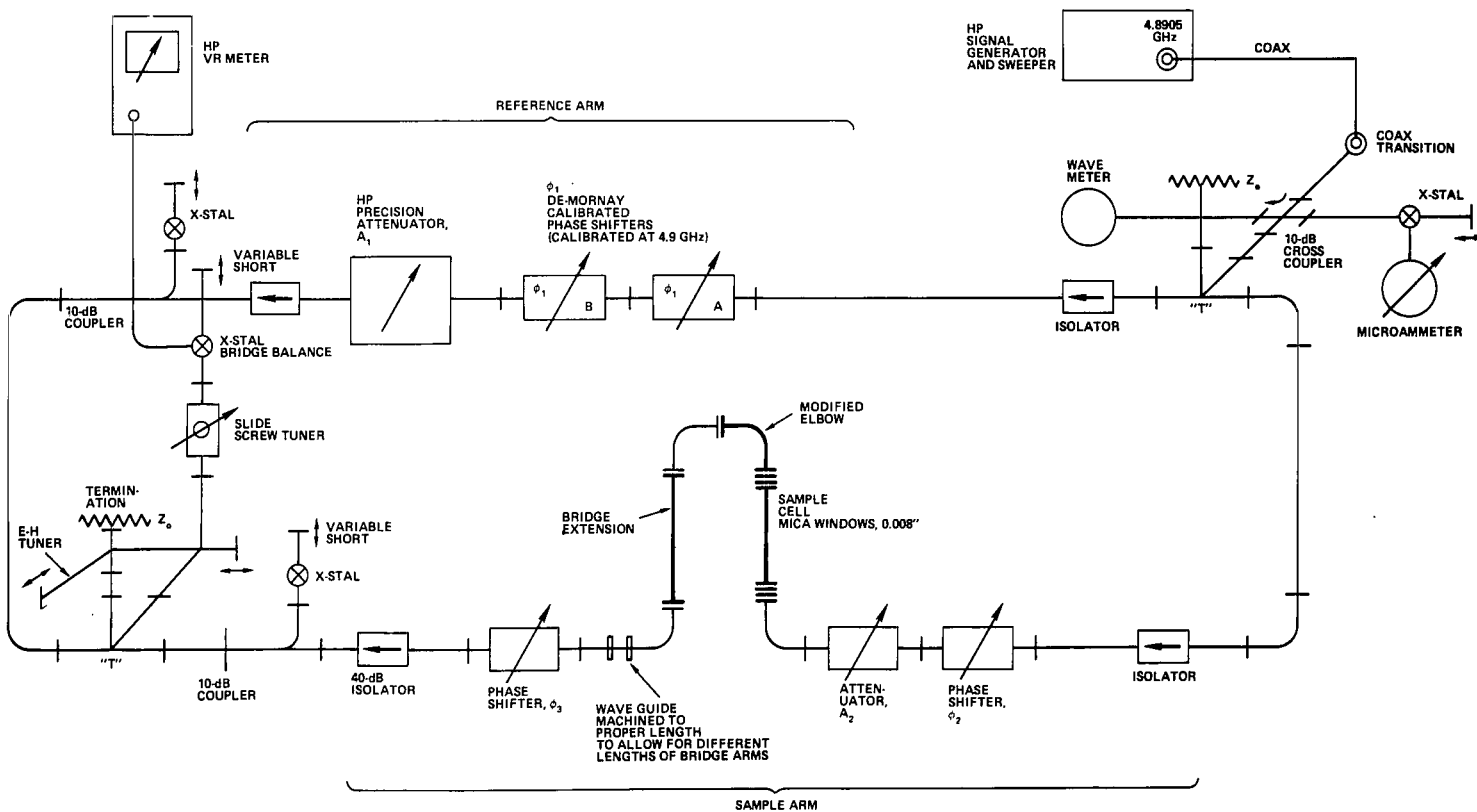 HP
VR METER
HP
SIGNAL
GENERATOR
AND SWEEPER
4.8905
GHz
COAX
COAX
TRANSITION
REFERENCE ARM
WAVE
METER
Zo
X-STAL
10-dB
CROSS
COUPLER
MICROAMMETER
X-STAL
VARIABLE
SHORT
HP
PRECISION
ATTENUATOR,
A1
ϕ1
DE-MORNAY
CALIBRATED
PHASE SHIFTERS
(CALIBRATED AT 4.9 GHz)
ϕ1
B
ϕ1
A
ISOLATOR
"T"
10-dB
COUPLER
X-STAL
BRIDGE BALANCE
SLIDE
SCREW TUNER
TERMIN-
ATION
Zo
E-H
TUNER
VARIABLE
SHORT
X-STAL
BRIDGE
EXTENSION
MODIFIED
ELBOW
SAMPLE
CELL
MICA WINDOWS, 0.008"
"T"
10-dB
COUPLER
40-dB
ISOLATOR
PHASE
SHIFTER, ϕ3
WAVE GUIDE
MACHINED TO
PROPER LENGTH
TO ALLOW FOR DIFFERENT
LENGTHS OF BRIDGE ARMS
ATTEN-
UATOR,
A2
PHASE
SHIFTER,
ϕ2
ISOLATOR
SAMPLE ARM